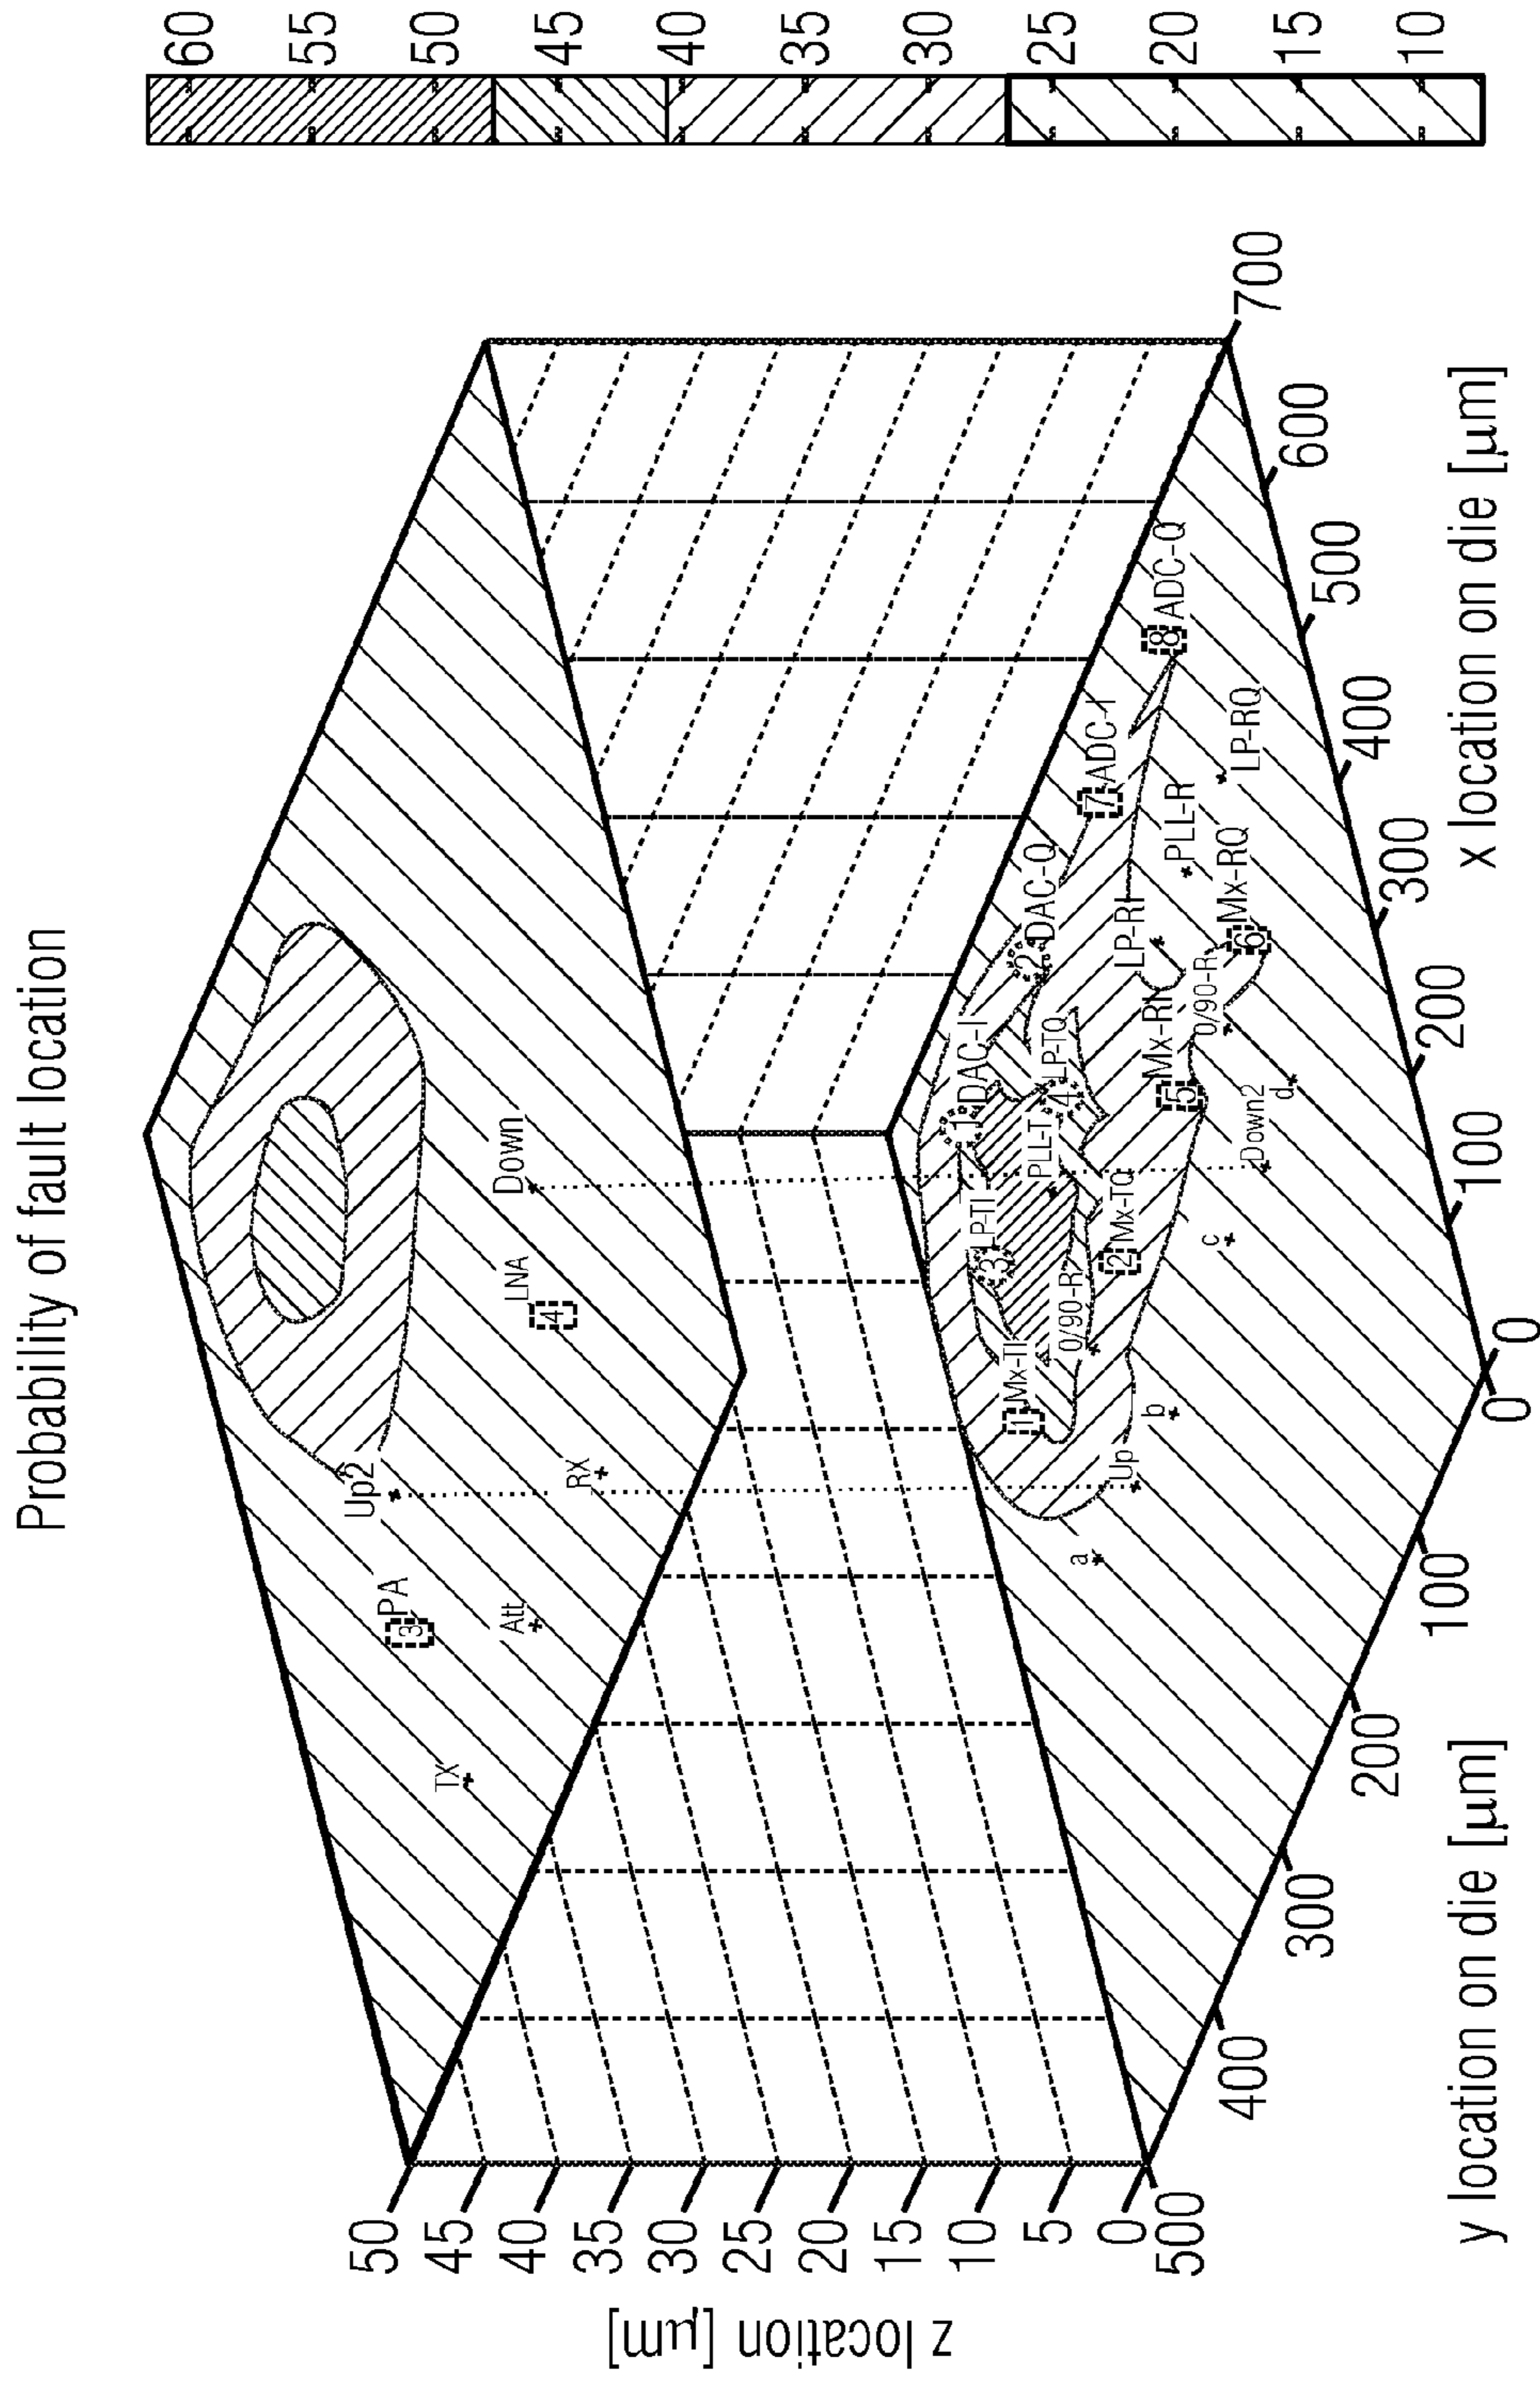 Probability of fault location
60
55
50
45
40
35
30
25
20
15
10
z location [μm]
50
45
40
35
30
25
20
15
10
5
0
TX
3 PA
Up2
Att
RX
4 LNA
Down
1 Mx-TI
3 LP-TI
1 DAC-I
2 DAC-Q
7 ADC-I
8 ADC-Q
0/90-R
PLL-T
4 LP-TQ
LP-RI
PLL-R
LP-RQ
a
Up
2 Mx-TQ
5 Mx-RI
0/90-R
6 Mx-RQ
b
c
Down2
d
500
400
300
200
100
0
y location on die [μm]
0
100
200
300
400
500
600
700
x location on die [μm]